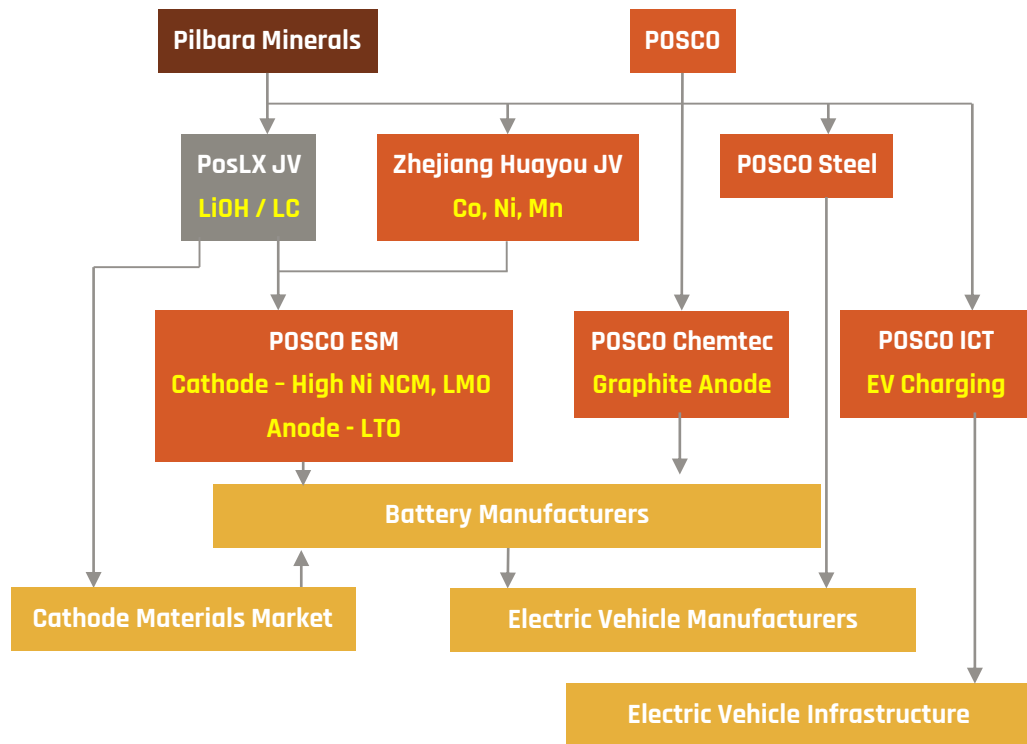 Pilbara Minerals
POSCO
PosLX JV
LiOH / LC
Zhejiang Huayou JV
Co, Ni, Mn
POSCO Steel
POSCO ESM
Cathode – High Ni NCM, LMO
Anode - LTO
POSCO Chemtec
Graphite Anode
POSCO ICT
EV Charging
Battery Manufacturers
Cathode Materials Market
Electric Vehicle Manufacturers
Electric Vehicle Infrastructure